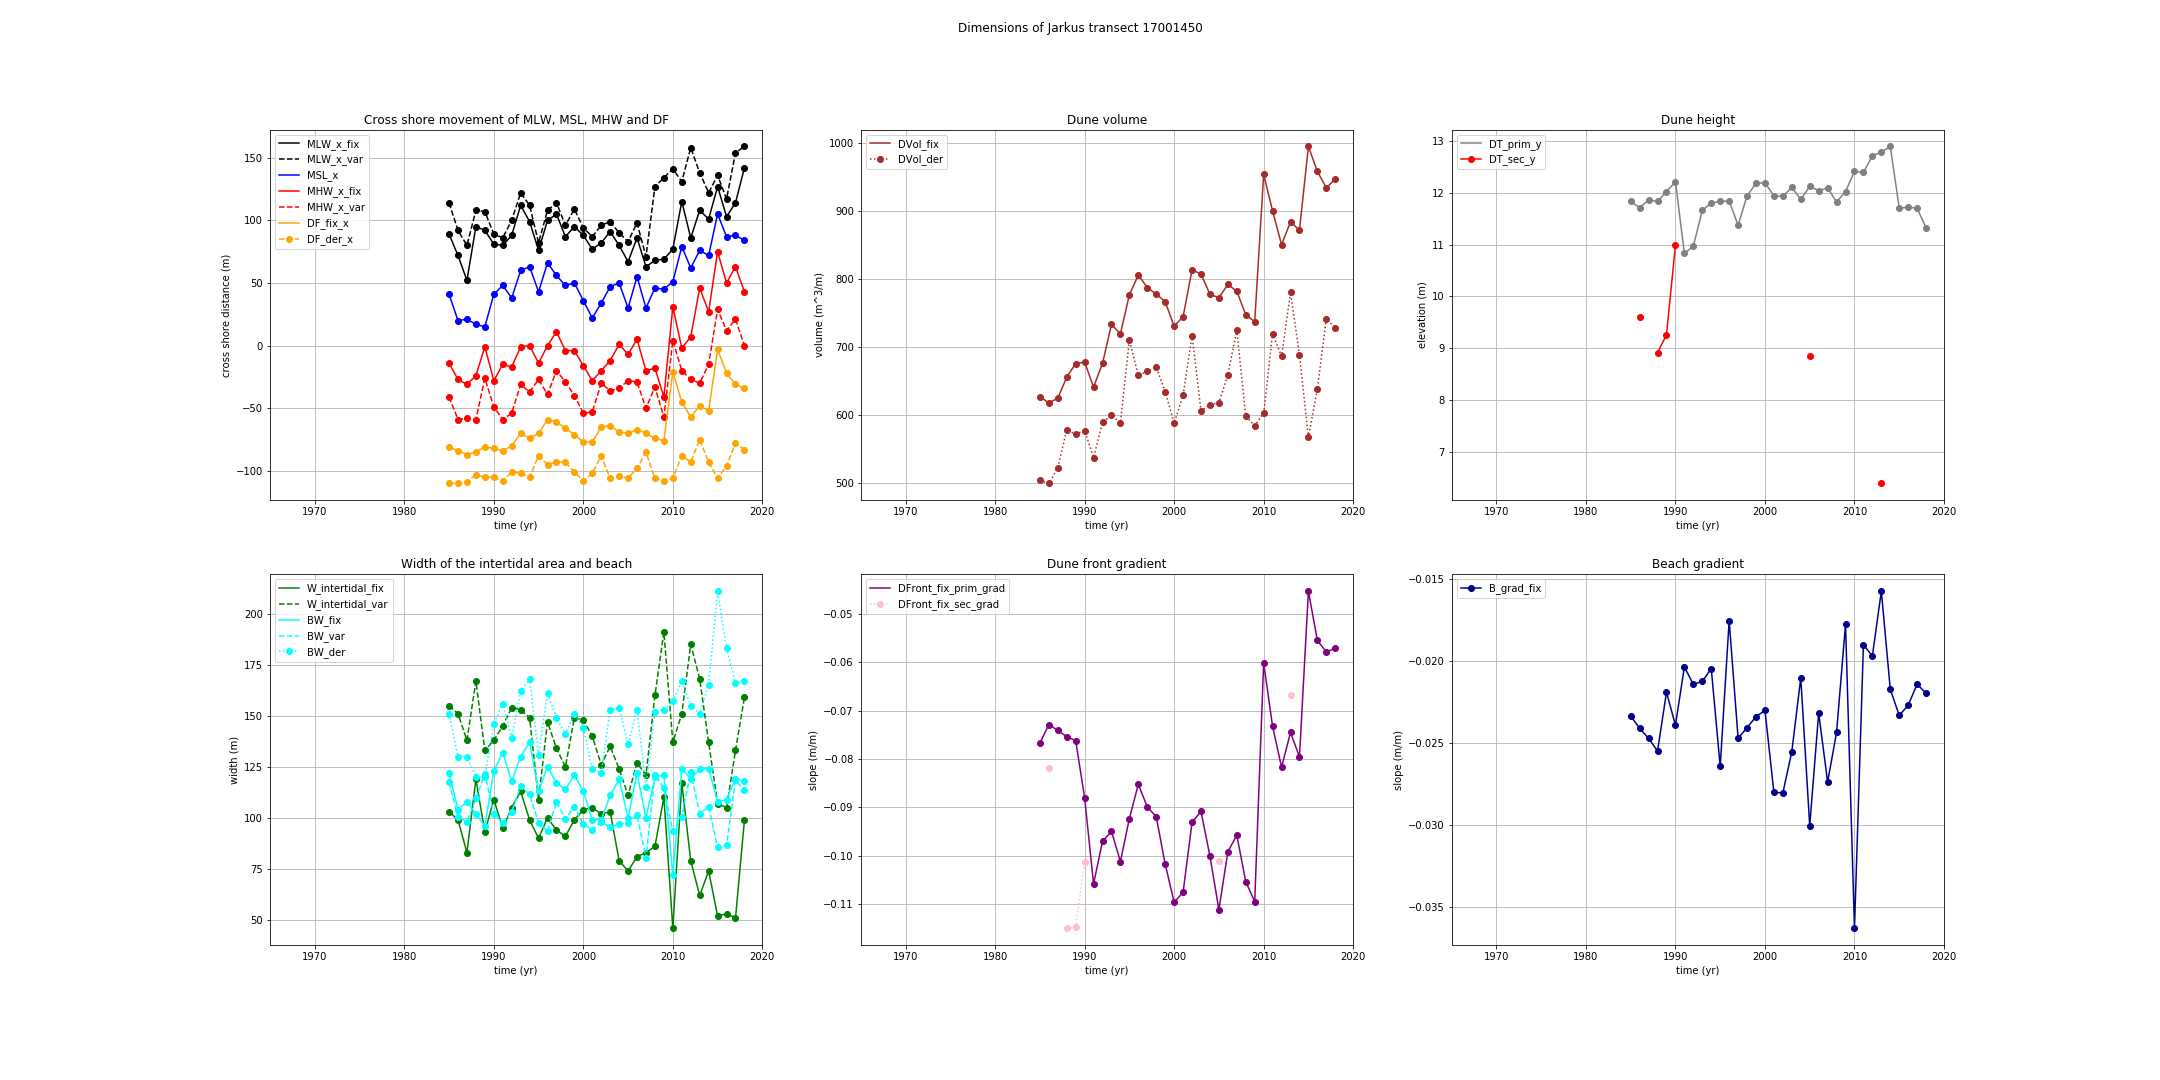 Dimensions of Jarkus transect 17001450
Cross shore movement of MLW, MSL, MHW and DF
MLW_x_fix
MLW_x_var
MSL_x
MHW_x_fix
MHW_x_var
DF_fix_x
DF_der_x
cross shore distance (m)
150
100
50
0
−50
−100
1970
1980
1990
2000
2010
2020
time (yr)
Dune volume
DVol_fix
DVol_der
volume (m^3/m)
1000
900
800
700
600
500
1970
1980
1990
2000
2010
2020
time (yr)
Dune height
DT_prim_y
DT_sec_y
elevation (m)
13
12
11
10
9
8
7
1970
1980
1990
2000
2010
2020
time (yr)
Width of the intertidal area and beach
W_intertidal_fix
W_intertidal_var
BW_fix
BW_var
BW_der
width (m)
200
175
150
125
100
75
50
1970
1980
1990
2000
2010
2020
time (yr)
Dune front gradient
DFront_fix_prim_grad
DFront_fix_sec_grad
slope (m/m)
−0.05
−0.06
−0.07
−0.08
−0.09
−0.10
−0.11
1970
1980
1990
2000
2010
2020
time (yr)
Beach gradient
B_grad_fix
slope (m/m)
−0.015
−0.020
−0.025
−0.030
−0.035
1970
1980
1990
2000
2010
2020
time (yr)